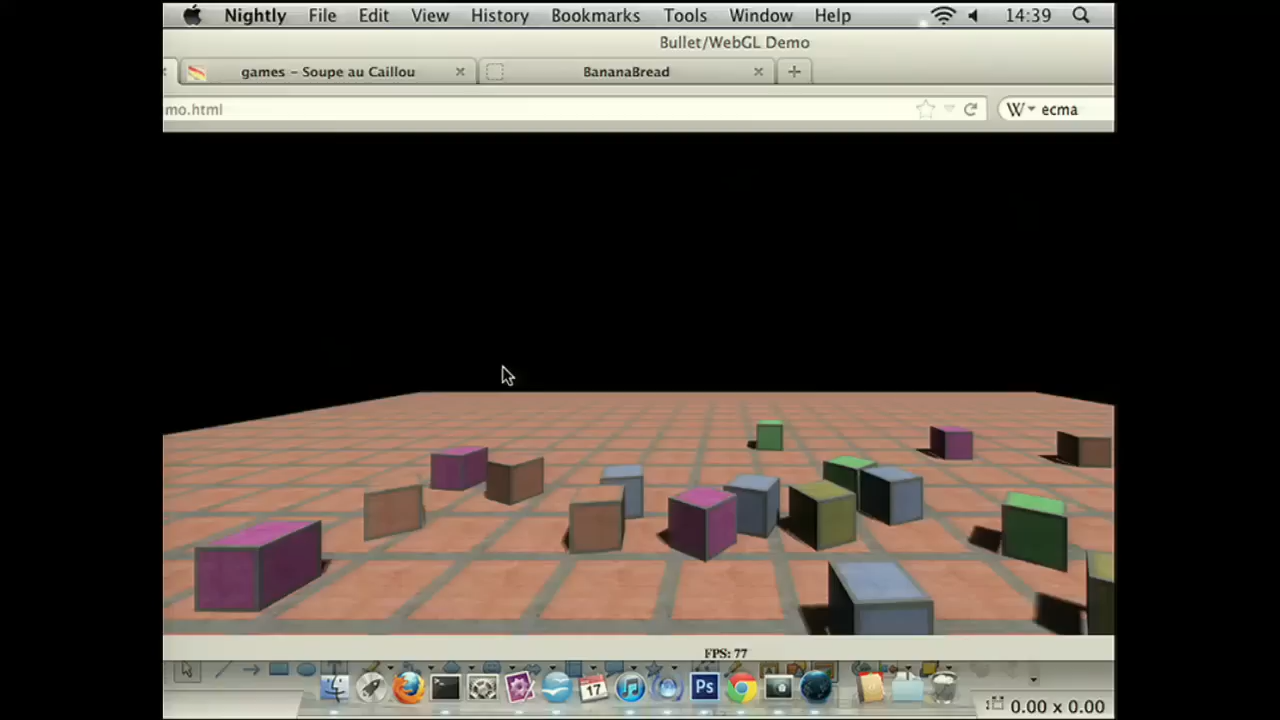 Nightly File Edit View History Bookmarks Tools Window Help 14:39
Bullet/WebGL Demo
games – Soupe au Caillou BananaBread
mo.html W ecma
FPS: 77
17 Ps
0.00 x 0.00